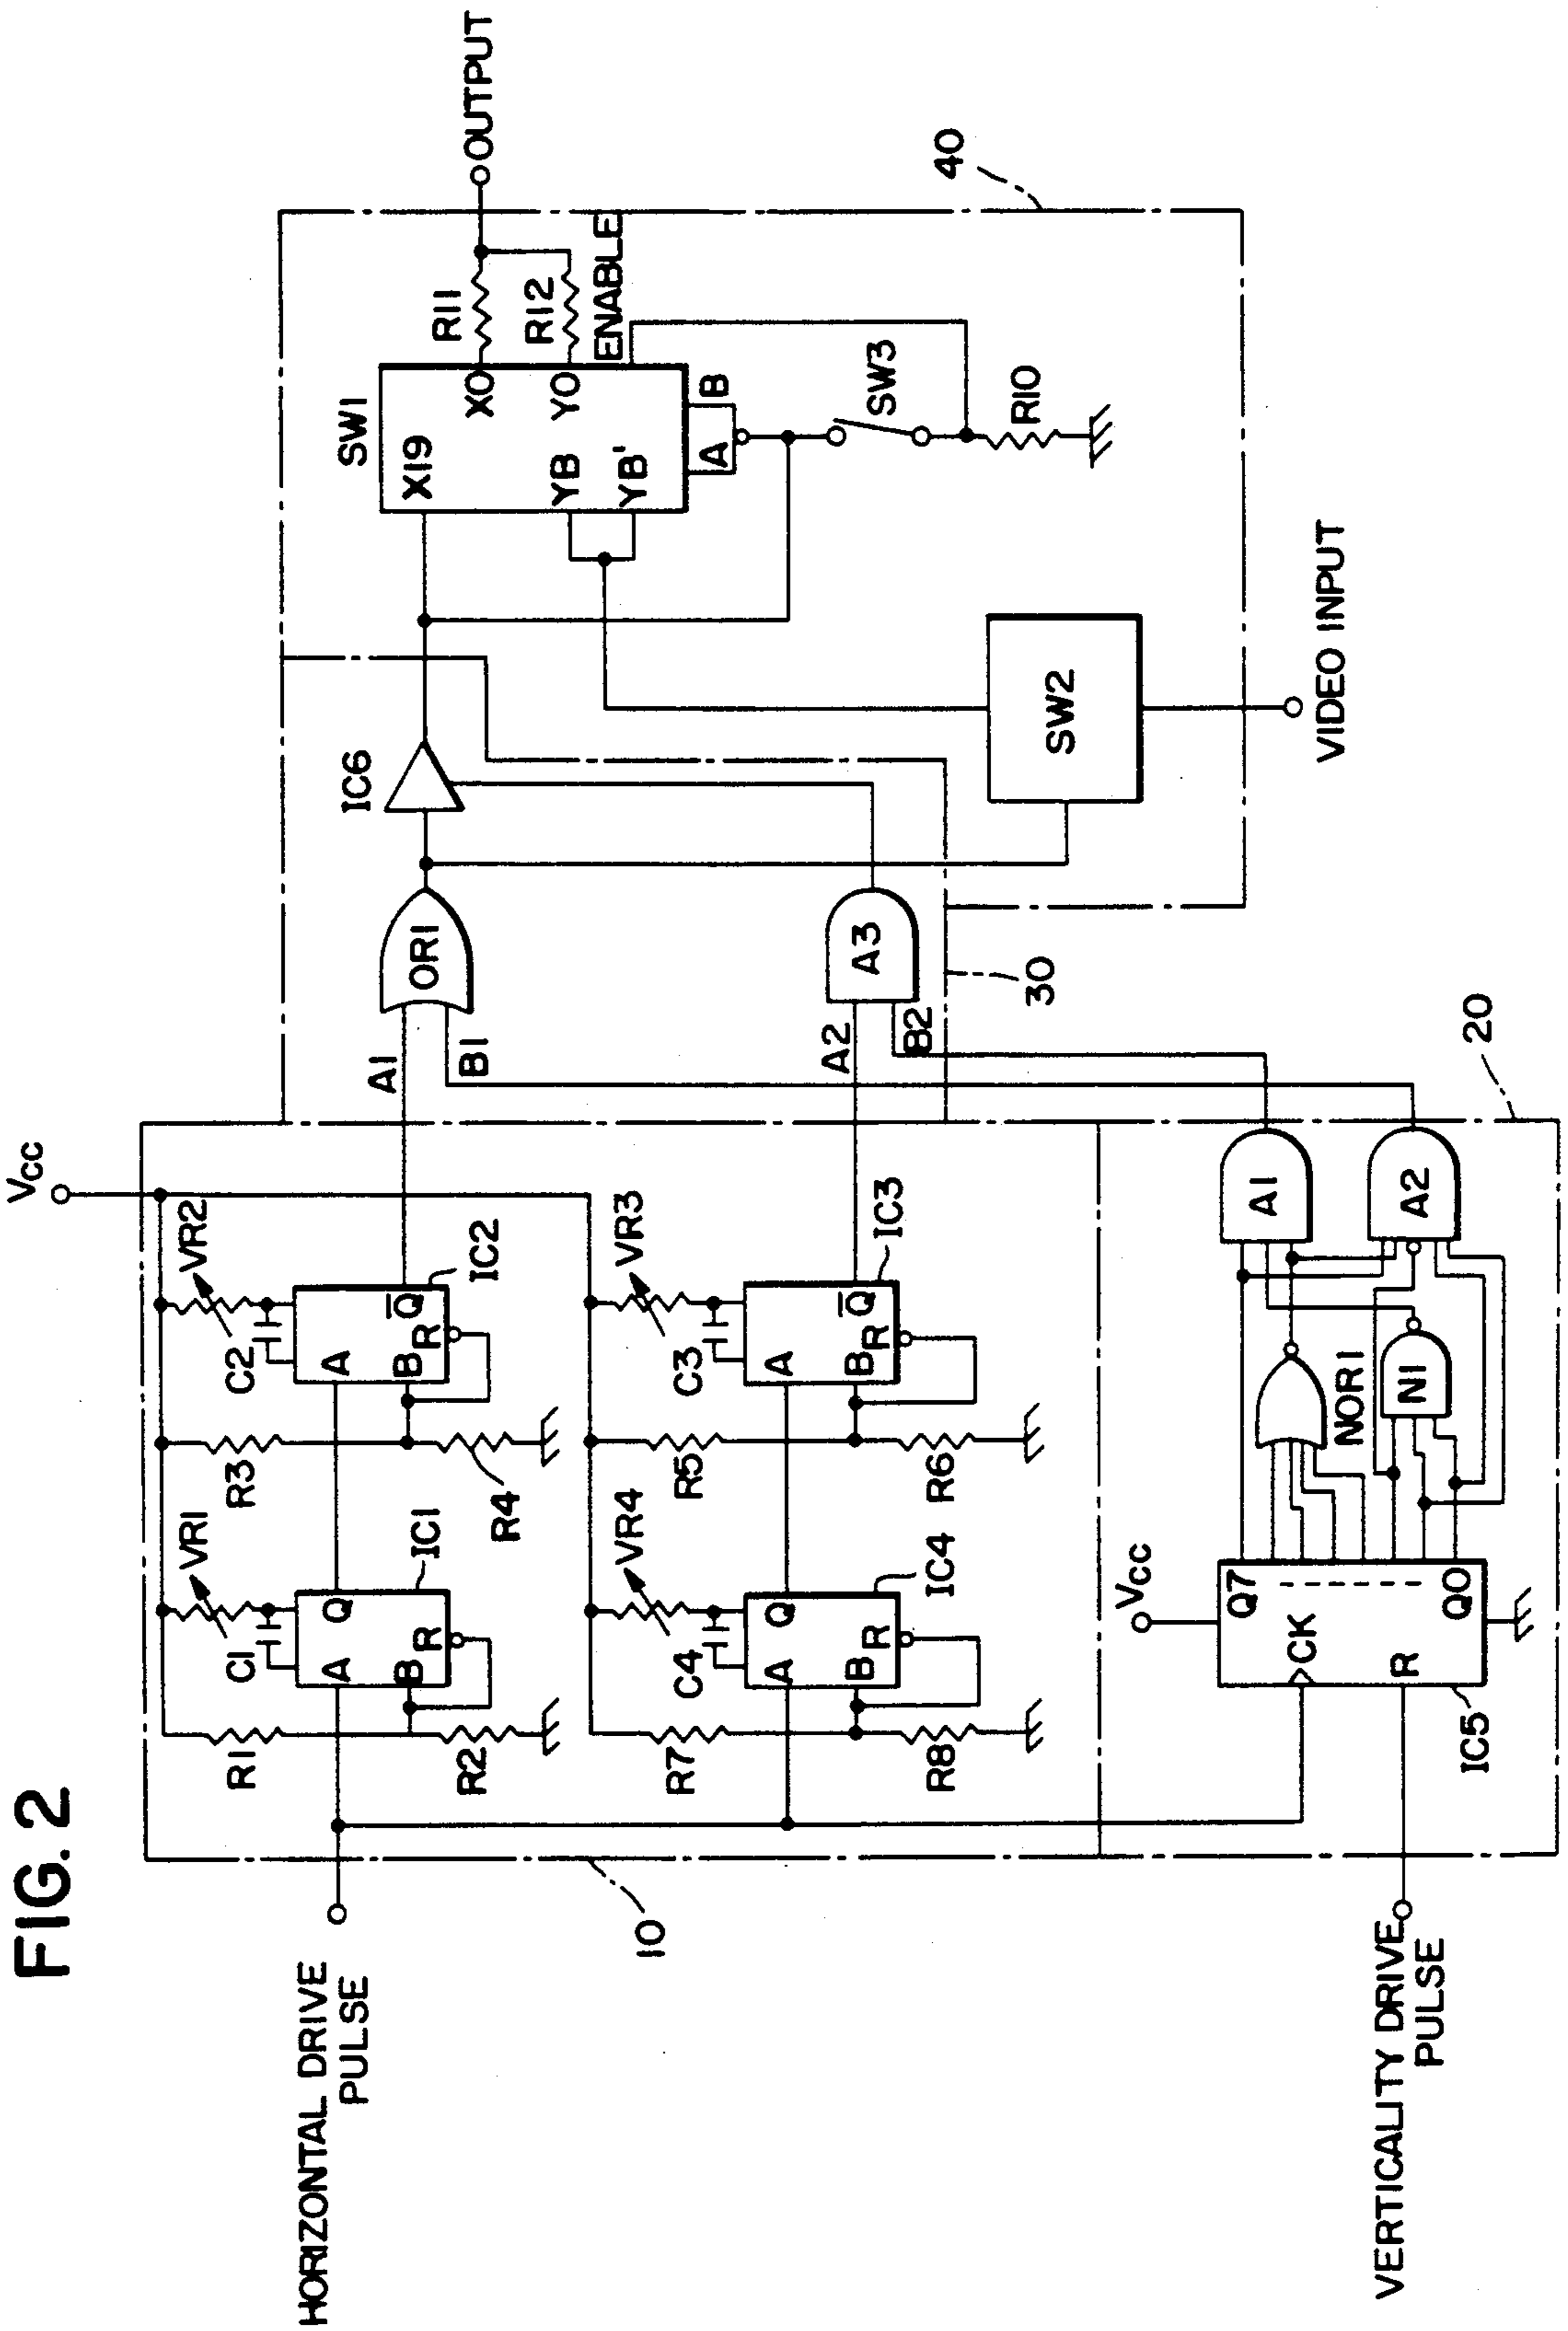 FIG. 2
HORIZONTAL DRIVE
PULSE
VERTICALITY DRIVE
PULSE
10
Vcc
R1
VR1
C1
A
Q
B
R
IC1
R2
R3
VR2
C2
A
Q
B
R
IC2
R4
R7
VR4
C4
A
Q
B
R
IC4
R8
R5
VR3
C3
A
Q
B
R
IC3
R6
Vcc
Q7
CK
R
Q0
IC5
NOR1
N1
A1
A2
20
A1
B1
OR1
A2
B2
A3
30
IC6
SW2
VIDEO INPUT
SW1
X19
X0
YB
Y0
YB'
A
B
ENABLE
R11
R12
SW3
R10
OUTPUT
40